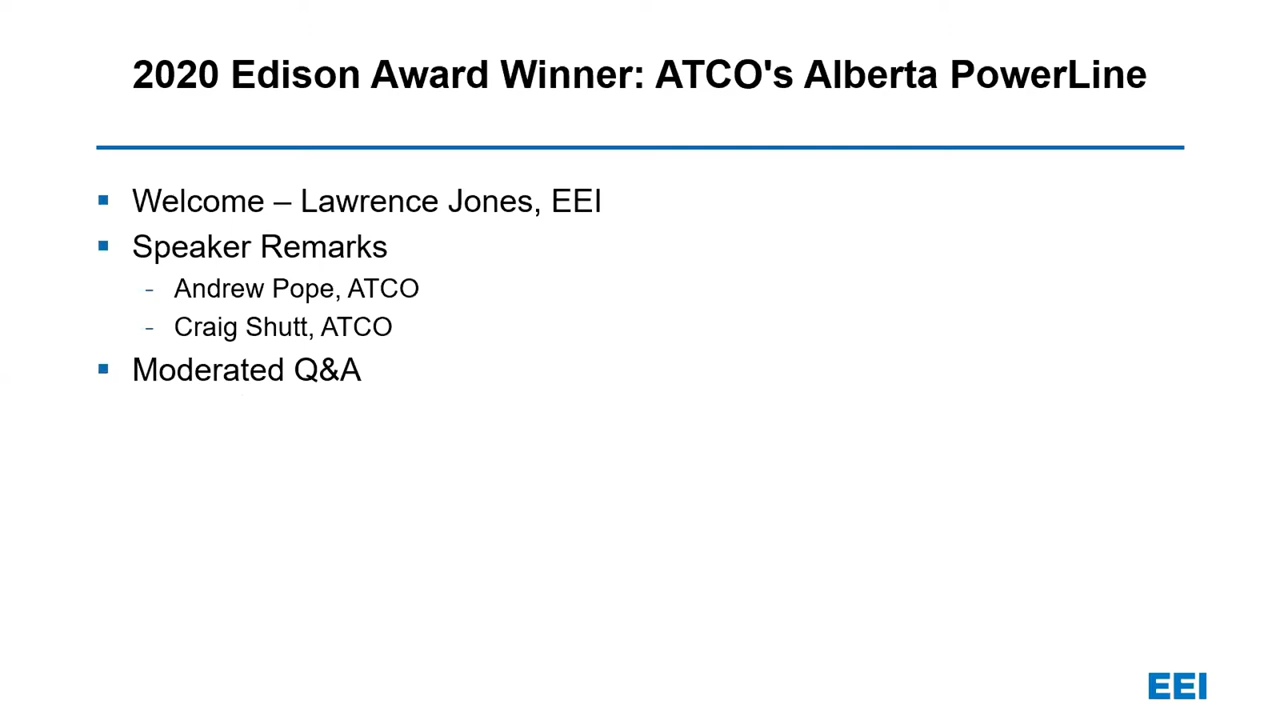 2020 Edison Award Winner: ATCO's Alberta PowerLine
▪ Welcome – Lawrence Jones, EEI
▪ Speaker Remarks
- Andrew Pope, ATCO
- Craig Shutt, ATCO
▪ Moderated Q&A
EEI